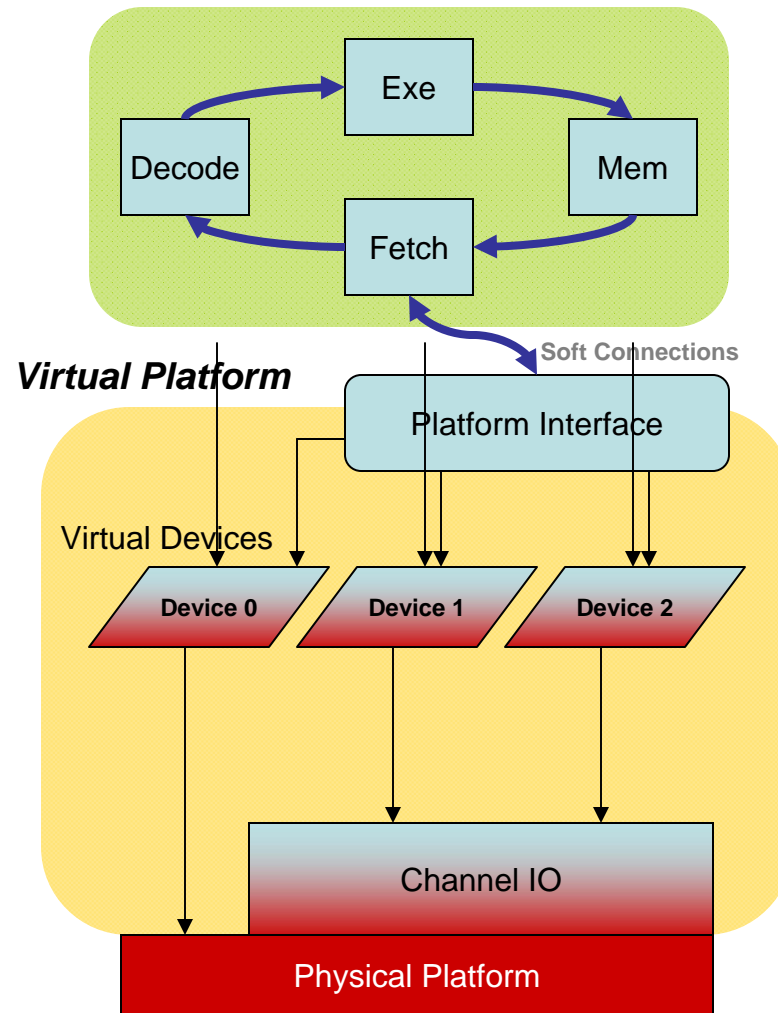 Exe
Decode
Mem
Fetch
Soft Connections
Virtual Platform
Platform Interface
Virtual Devices
Device 0
Device 1
Device 2
Channel IO
Physical Platform